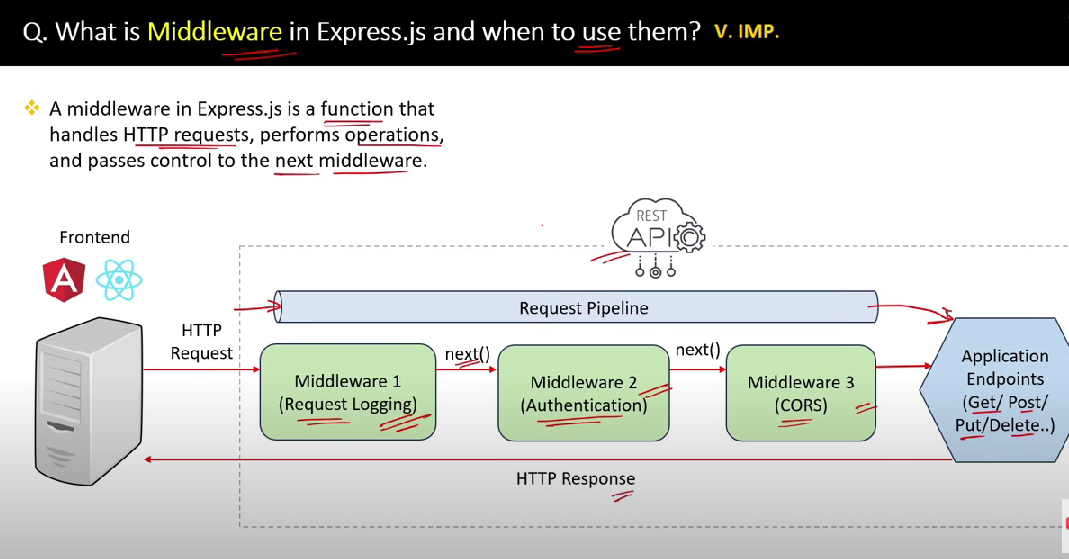 Q. What is Middleware in Express.js and when to use them? V. IMP.
A middleware in Express.js is a function that
handles HTTP requests, performs operations,
and passes control to the next middleware.
REST
API
Frontend
A
Request Pipeline
HTTP
Request
next()
next()
Middleware 1
(Request Logging)
Middleware 2
(Authentication)
Middleware 3
(CORS)
Application
Endpoints
(Get/ Post/
Put/Delete..)
HTTP Response